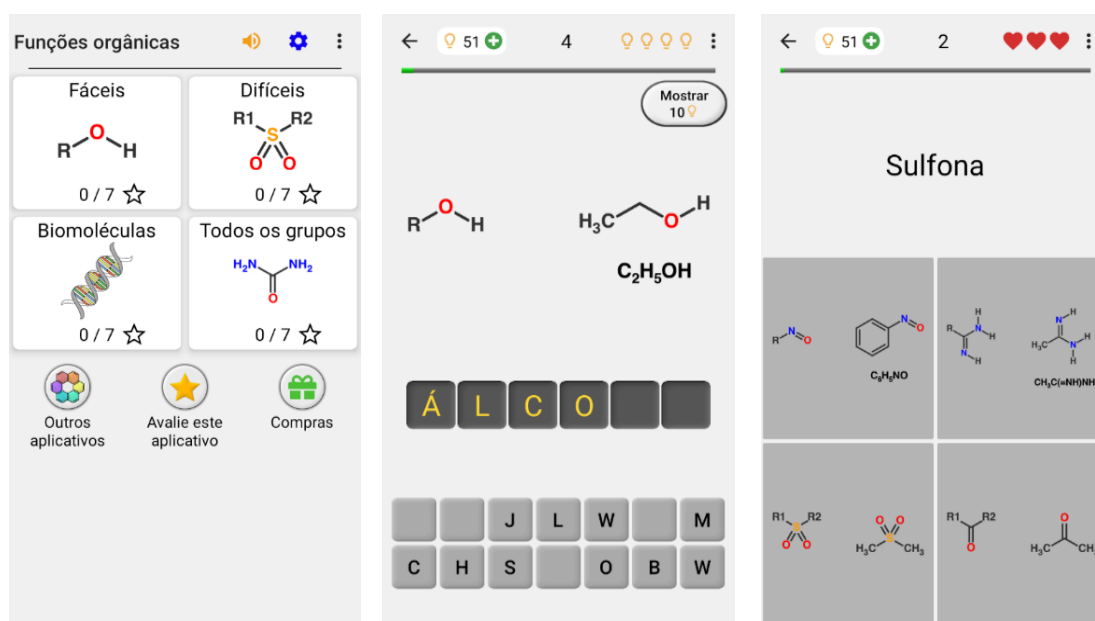 Funções orgânicas
Fáceis
R O H
0 / 7
Difíceis
R1 R2
S
O O
0 / 7
Biomoléculas
0 / 7
Todos os grupos
H₂N NH₂
O
0 / 7
Outros
aplicativos
Avalie este
aplicativo
Compras
51
4
Mostrar
10
R O H
H₃C O H
C₂H₅OH
Á L C O
J L W M
C H S O B W
51
2
Sulfona
R N O
N O
C₆H₅NO
R N H H
N H
N H
H₃C N H
H
CH₃C(=NH)NH
R1 S R2
O O
O O
S
H₃C CH₃
R1 R2
O
O
H₃C CH₃